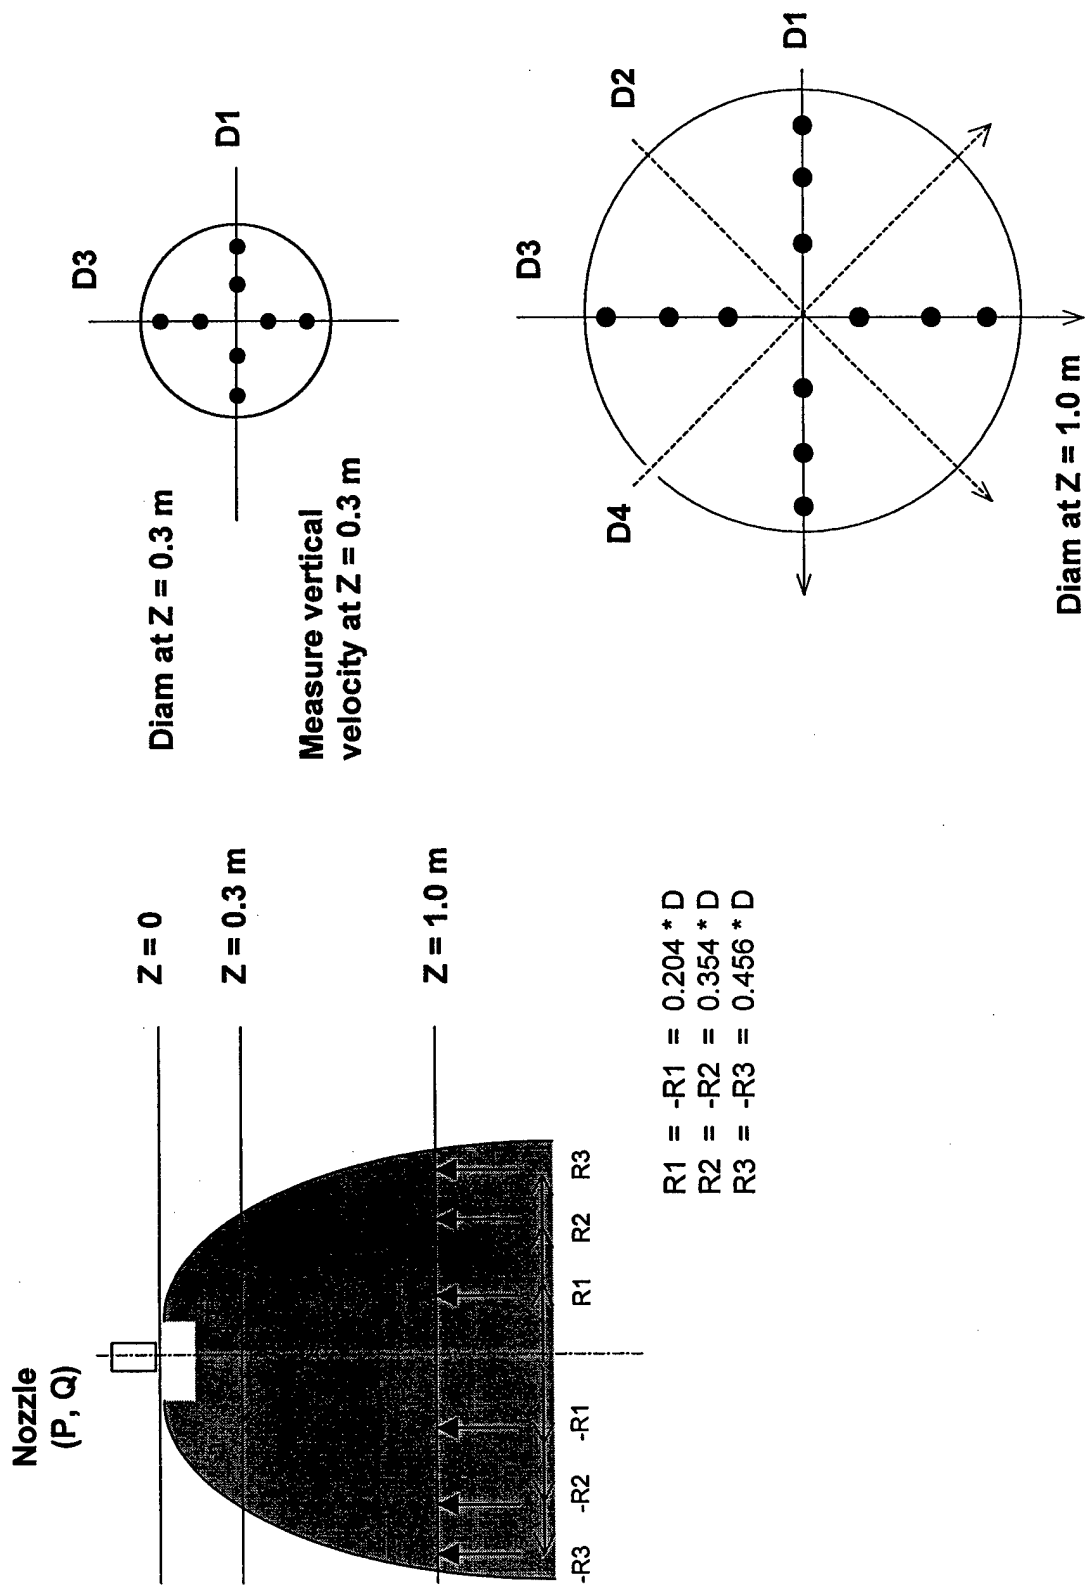 Nozzle
(P, Q)
Z = 0
Z = 0.3 m
Z = 1.0 m
-R3
-R2
-R1
R1
R2
R3
R1 = -R1 = 0.204 * D
R2 = -R2 = 0.354 * D
R3 = -R3 = 0.456 * D
Diam at Z = 0.3 m
D3
D1
Measure vertical
velocity at Z = 0.3 m
D4
D3
D2
D1
Diam at Z = 1.0 m